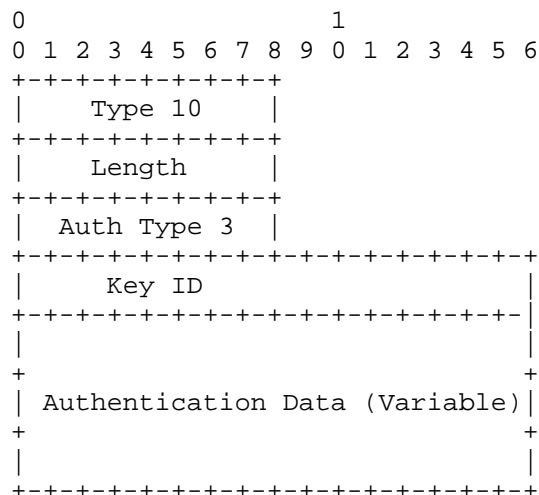 0                   1
0 1 2 3 4 5 6 7 8 9 0 1 2 3 4 5 6
+-+-+-+-+-+-+-+-+
|    Type 10    |
+-+-+-+-+-+-+-+-+
|    Length     |
+-+-+-+-+-+-+-+-+
|  Auth Type 3  |
+-+-+-+-+-+-+-+-+-+-+-+-+-+-+-+-+
|     Key ID                    |
+-+-+-+-+-+-+-+-+-+-+-+-+-+-+-+-|
|                               |
+                               +
| Authentication Data (Variable)|
+                               +
|                               |
+-+-+-+-+-+-+-+-+-+-+-+-+-+-+-+-+